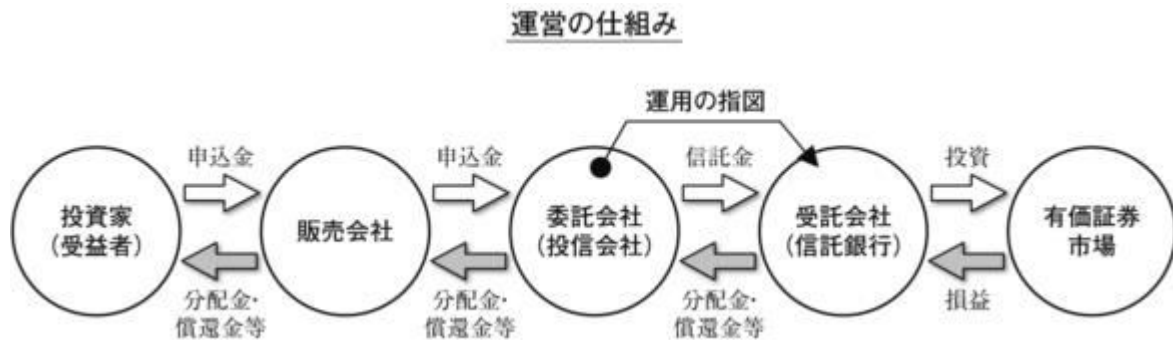 運営の仕組み
運用の指図
申込金
申込金
信託金
投資
投資家
（受益者）
販売会社
委託会社
（投信会社）
受託会社
（信託銀行）
有価証券
市場
分配金・
償還金等
分配金・
償還金等
分配金・
償還金等
損益